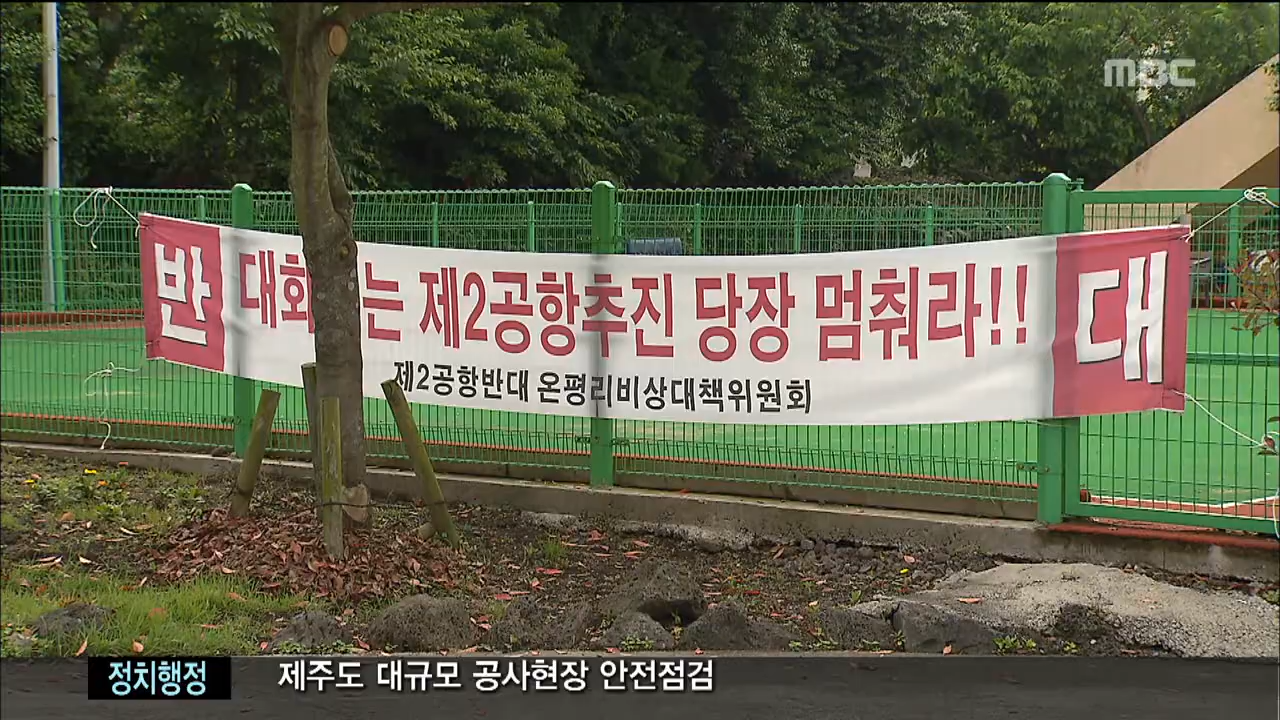 MBC
반 대화 는 제2공항추진 당장 멈춰라!! 대
제2공항반대 온평리비상대책위원회
정치행정 제주도 대규모 공사현장 안전점검